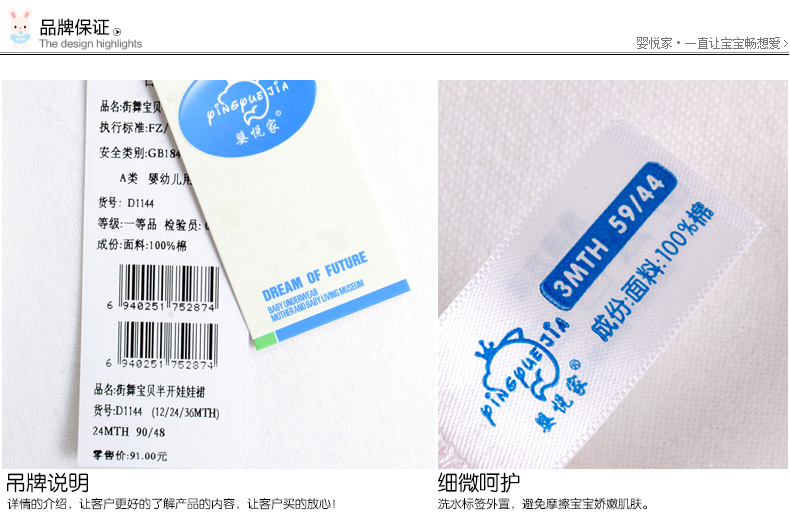 品牌保证
The design highlights
婴悦家•一直让宝宝畅想爱>
品名:街舞宝贝
执行标准:FZ/
安全类别:GB184
A类 婴幼儿用
货号: D1144
等级:一等品 检验员:
成份:面料:100%棉
6 940251 752874
6 940251 752874
品名:街舞宝贝半开娃娃裙
货号:D1144 (12/24/36MTH)
24MTH 90/48
零售价:91.00元
PINGYUEJIA
婴悦家®
DREAM OF FUTURE
BABY UNDERWEAR
MOTHER AND BABY LIVING MUSEUM
3MTH 59/44
成份:面料:100%棉
PINGYUEJIA
婴悦家®
吊牌说明
详情的介绍，让客户更好的了解产品的内容，让客户买的放心！
细微呵护
洗水标签外置，避免摩擦宝宝娇嫩肌肤。